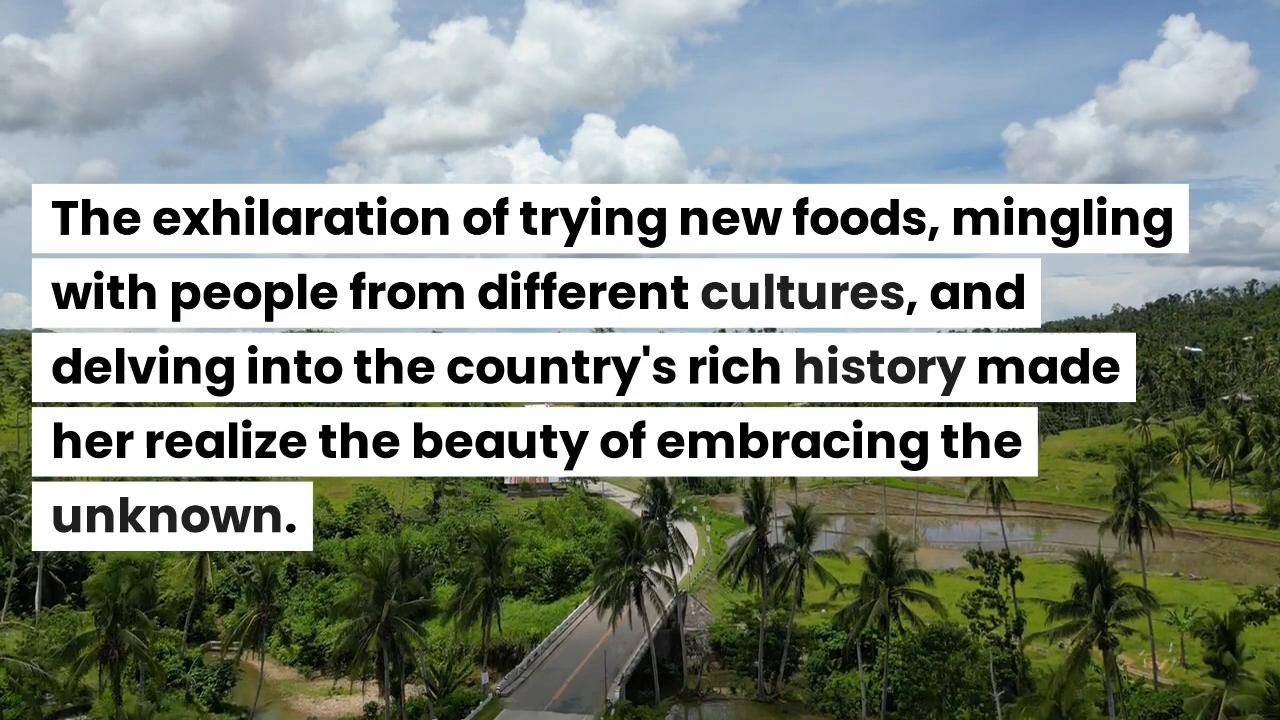 The exhilaration of trying new foods, mingling
with people from different cultures, and
delving into the country's rich history made
her realize the beauty of embracing the
unknown.